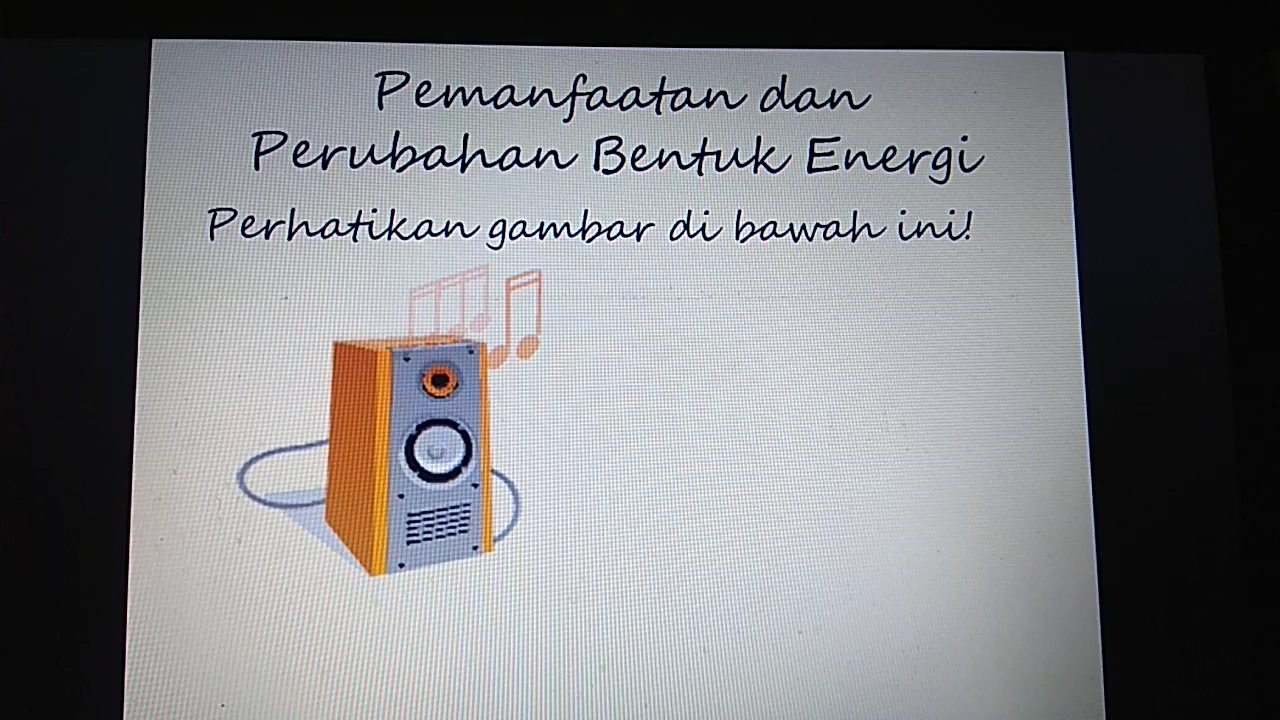 Pemanfaatan dan
Perubahan Bentuk Energi
Perhatikan gambar di bawah ini!